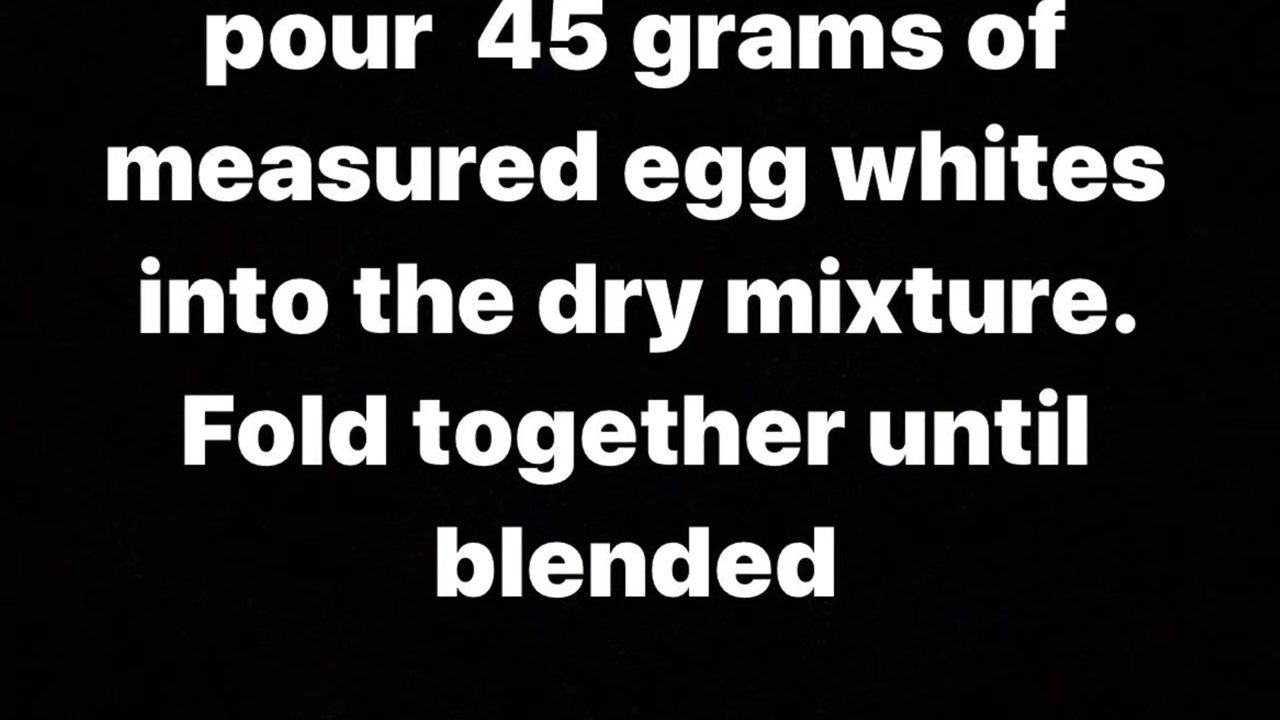 pour  45 grams of
measured egg whites
into the dry mixture.
Fold together until
blended